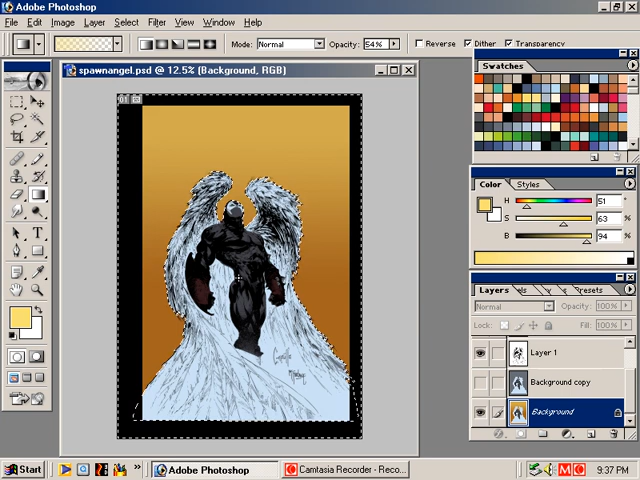 Adobe Photoshop
File Edit Image Layer Select Filter View Window Help
Mode: Normal Opacity: 54% Reverse Dither Transparency
spawnangel.psd @ 12.5% (Background, RGB)
01
Swatches
Color Styles
H 51 °
S 63 %
B 94 %
Layers Presets
Normal Opacity: 100%
Lock: Fill: 100%
Layer 1
Background copy
Background
Start Adobe Photoshop Camtasia Recorder - Reco... 9:37 PM